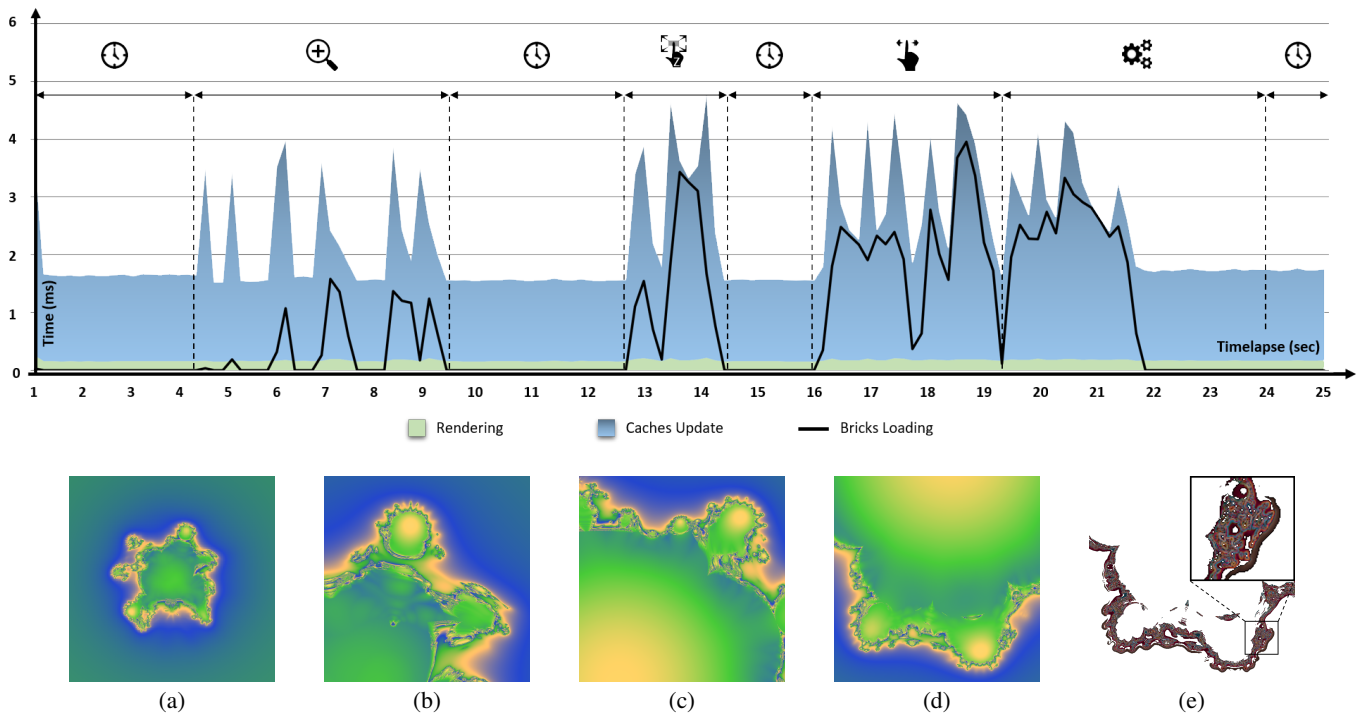 6
5
4
3
2
1
0
Time (ms)
Z
Timelapse (sec)
1 2 3 4 5 6 7 8 9 10 11 12 13 14 15 16 17 18 19 20 21 22 23 24 25
Rendering Caches Update Bricks Loading
(a) (b) (c) (d) (e)